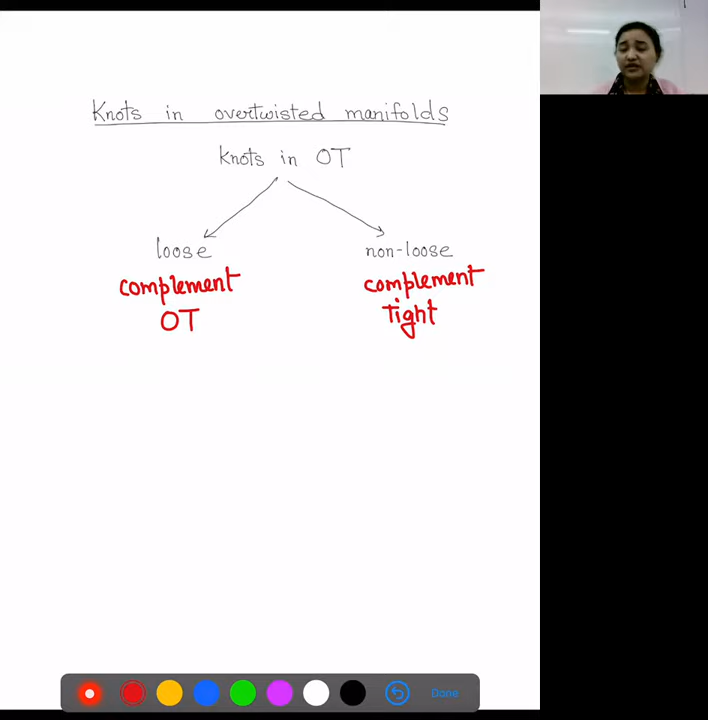 Knots in overtwisted manifolds
Knots in OT
loose
non-loose
complement
OT
complement
Tight
Done